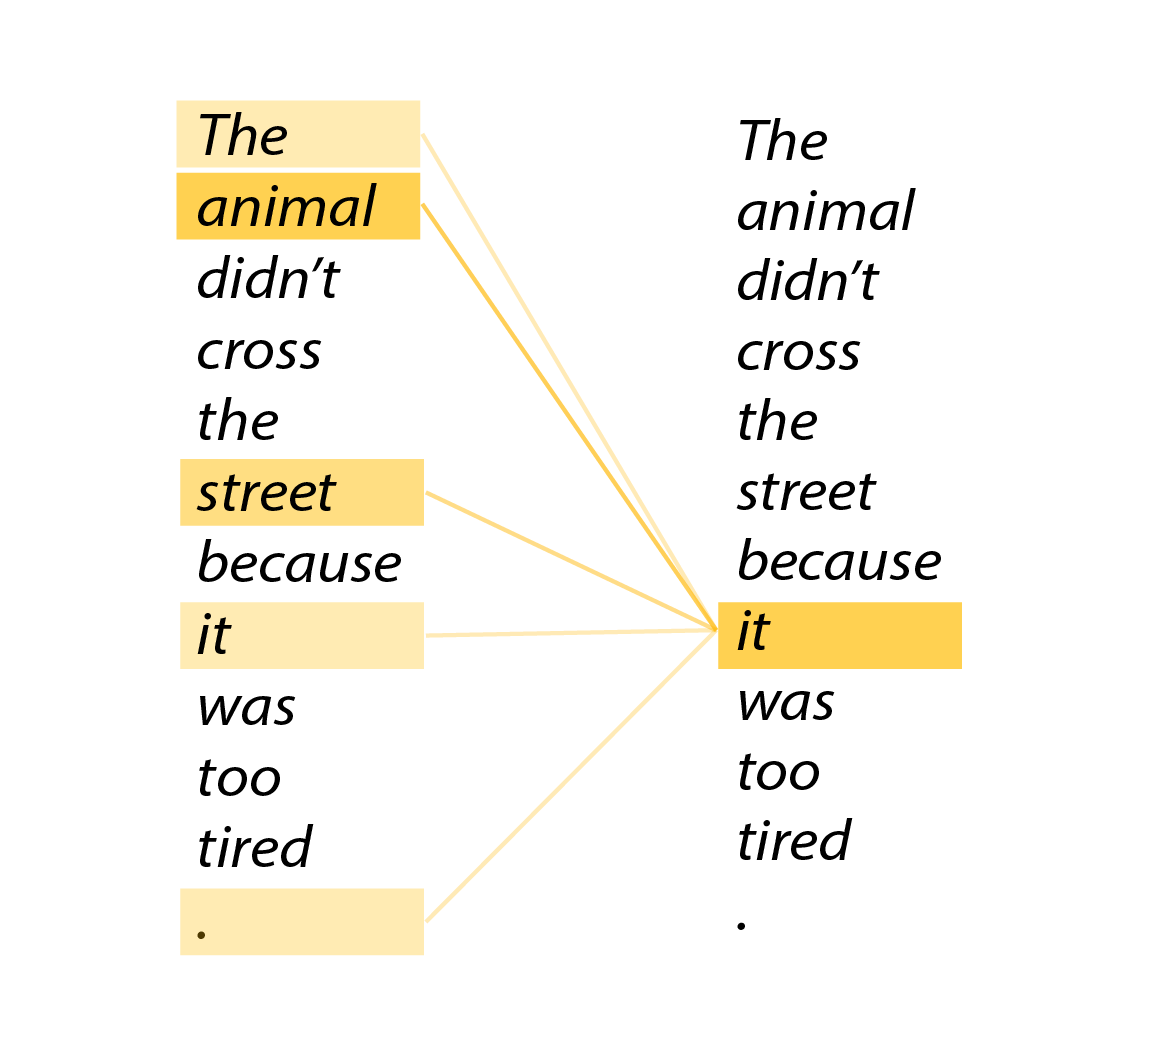 The
animal
didn’t
cross
the
street
because
it
was
too
tired
.
The
animal
didn’t
cross
the
street
because
it
was
too
tired
.